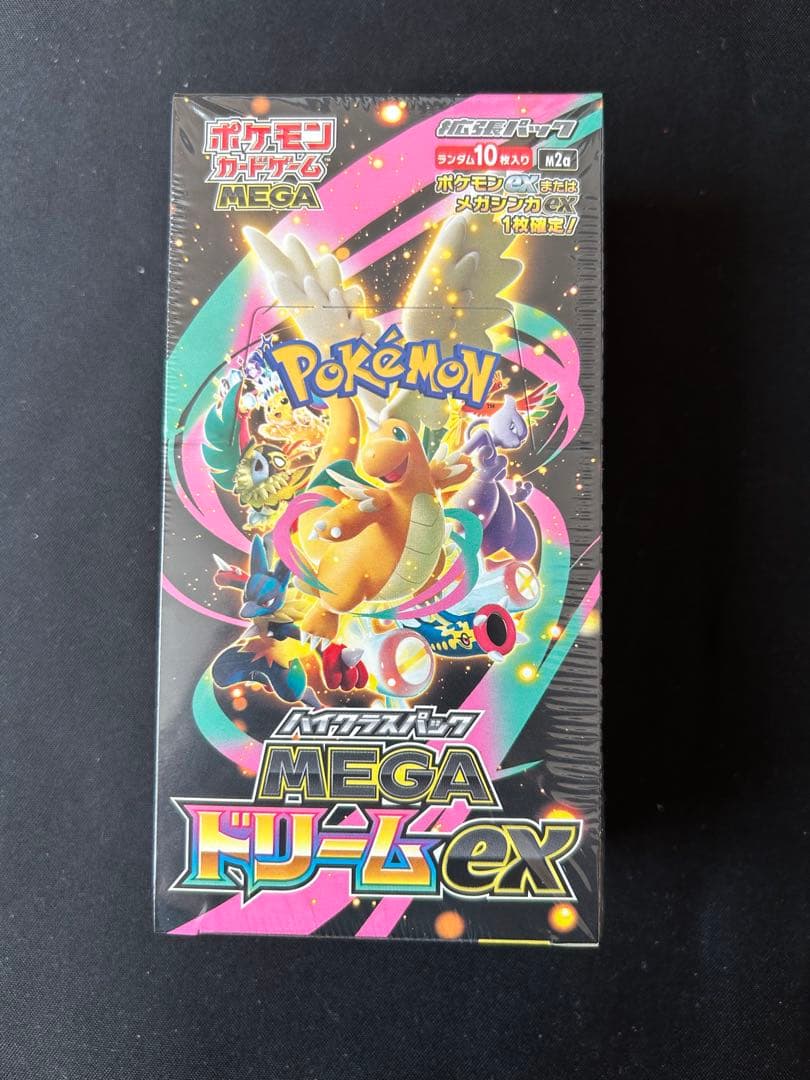 ポケモン
カードゲーム
MEGA
拡張パック
ランダム10枚入り M2a
ポケモンexまたは
メガシンカex
1枚確定!
POKéMON
TM
ハイクラスパック
MEGA
ドリームex